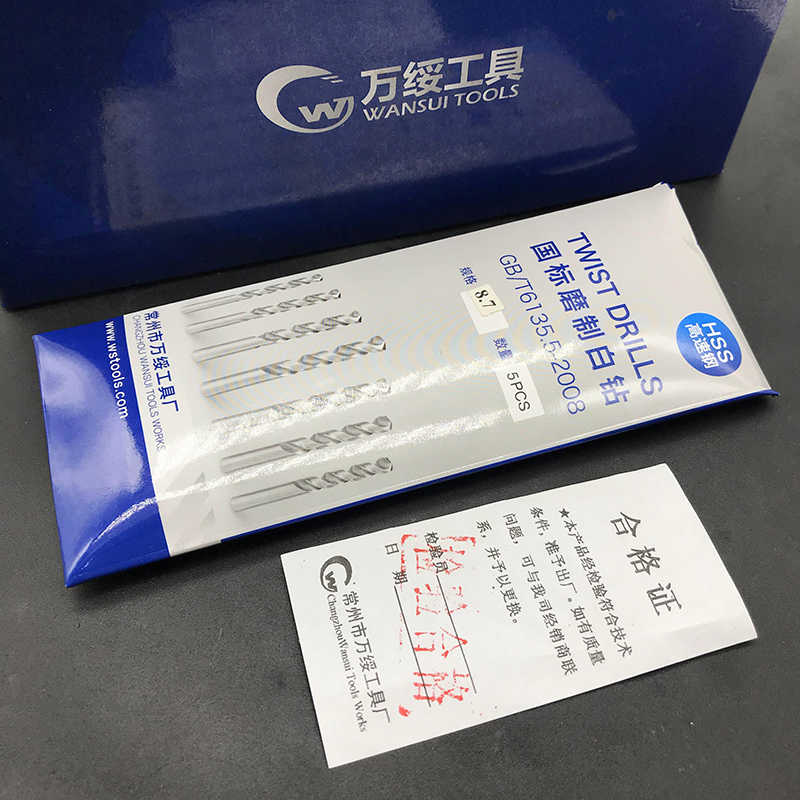 万绥工具
WANSUI TOOLS
TWIST DRILLS
国标磨制白钻
GB/T6135.5-2008
规格
8.7
数量
5PCS
HSS
高速钢
常州市万绥工具厂
CHANGZHOU WANSUI TOOLS WORKS
www.wstools.com
合格证
★本产品经检验符合技术
条件，准予出厂。如有质量
问题，可与我司经销商联
系，并予以更换。
检验员
日期
检验合格
常州市万绥工具厂
ChangzhouWansui Tools Works